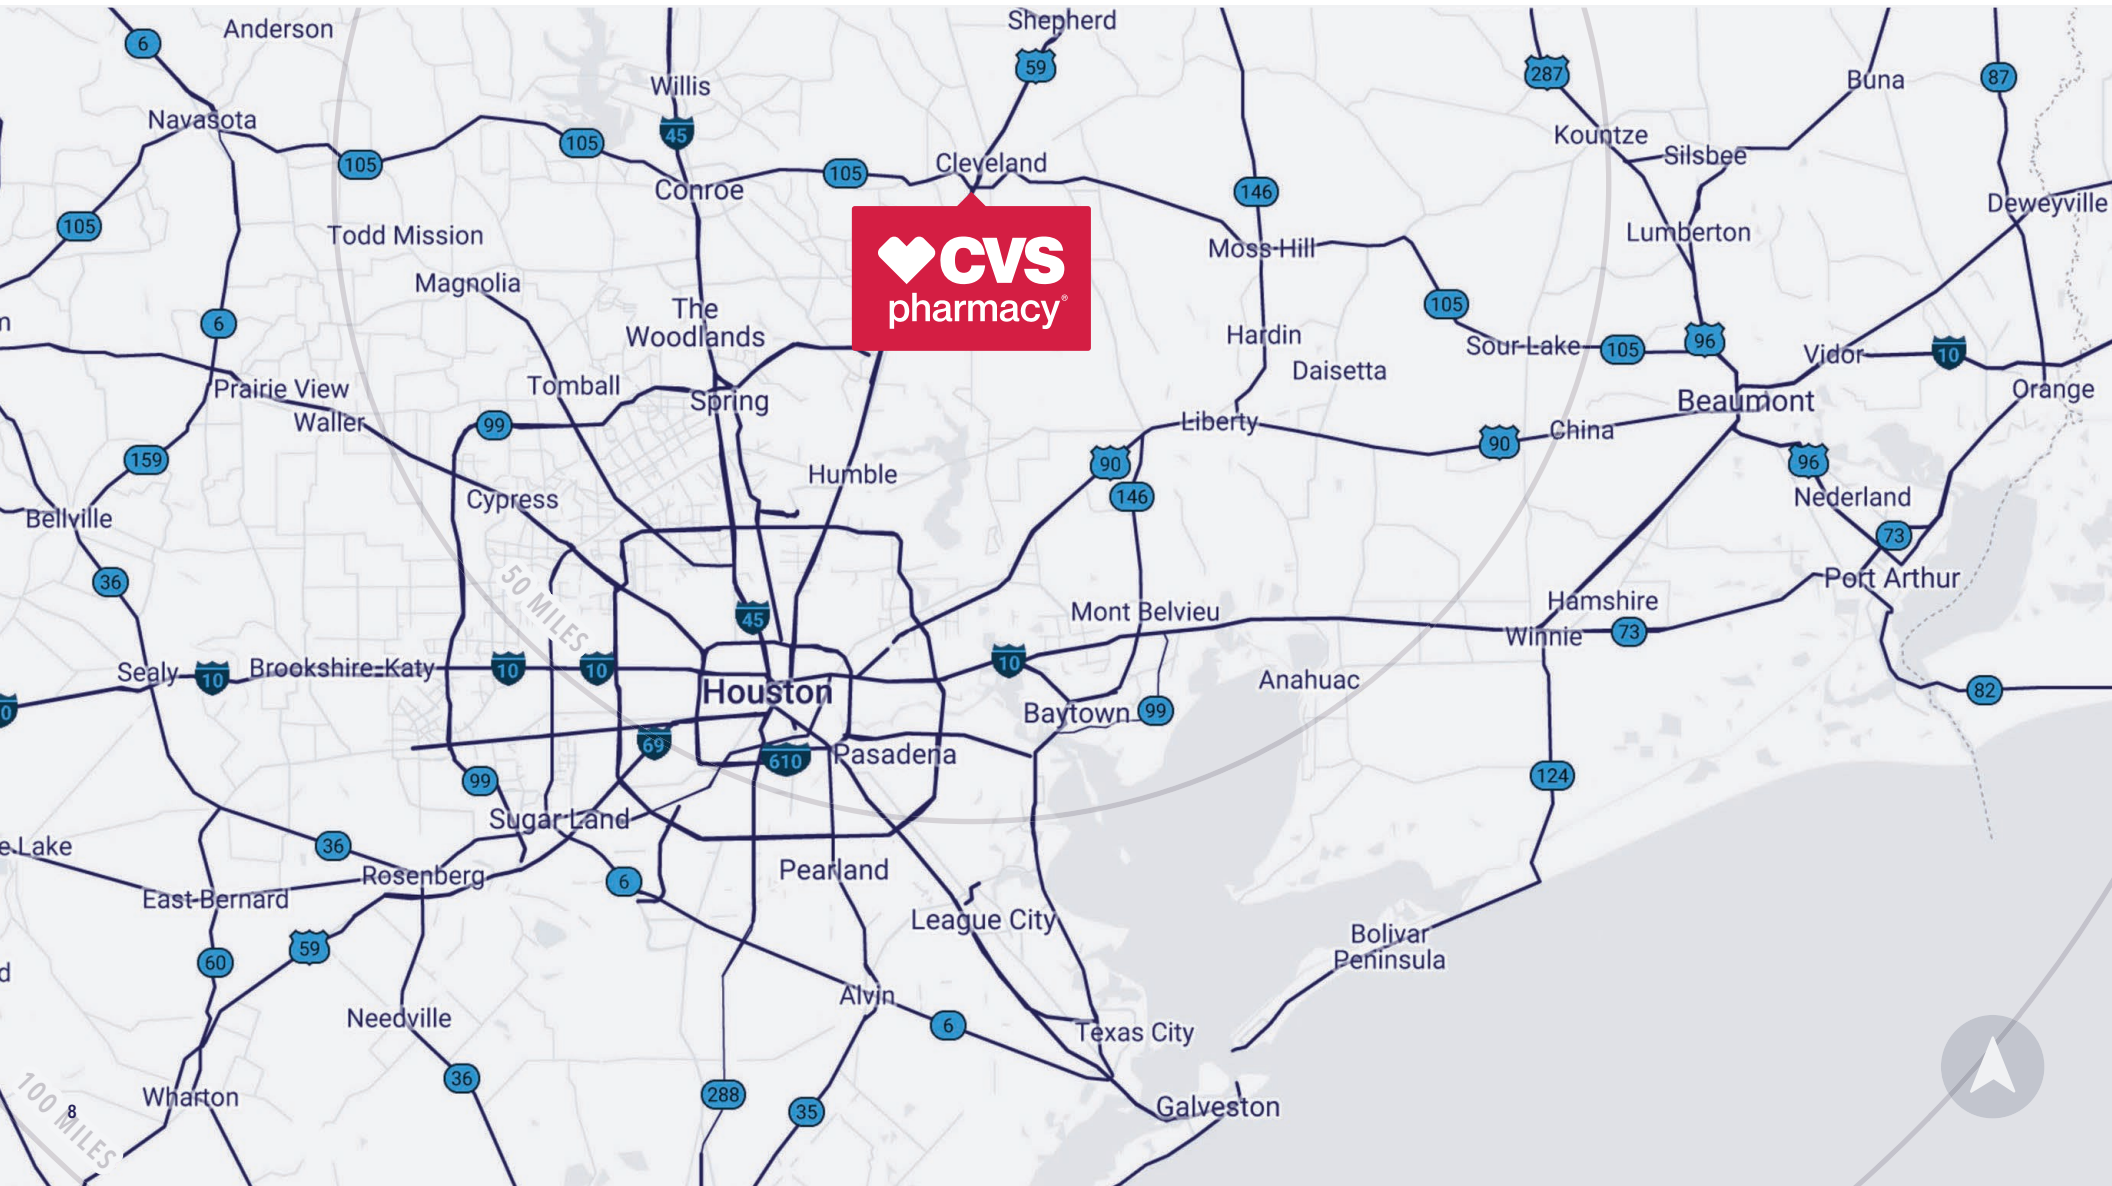 Shepherd
6
Anderson
59
287
87
Buna
Willis
Navasota
45
Kountze
Silsbee
105
105
105
Cleveland
Conroe
146
Deweyville
105
Todd Mission
Lumberton
Moss Hill
CVS
pharmacy®
Magnolia
The
Woodlands
105
6
Hardin
Sour Lake
105
96
Vidor
10
Daisetta
Prairie View
Tomball
Spring
Beaumont
Orange
Waller
99
Liberty
90
China
159
90
96
Humble
146
Nederland
Cypress
Bellville
73
36
50 MILES
Port Arthur
45
Mont Belvieu
Hamshire
Winnie
73
Sealy
10
Brookshire
Katy
10
10
10
Anahuac
82
Houston
0
Baytown
99
69
610
Pasadena
99
124
Sugar Land
36
e Lake
Rosenberg
6
Pearland
East Bernard
League City
59
Bolivar
Peninsula
60
d
Alvin
Needville
6
Texas City
36
288
35
Wharton
Galveston
100 MILES
8